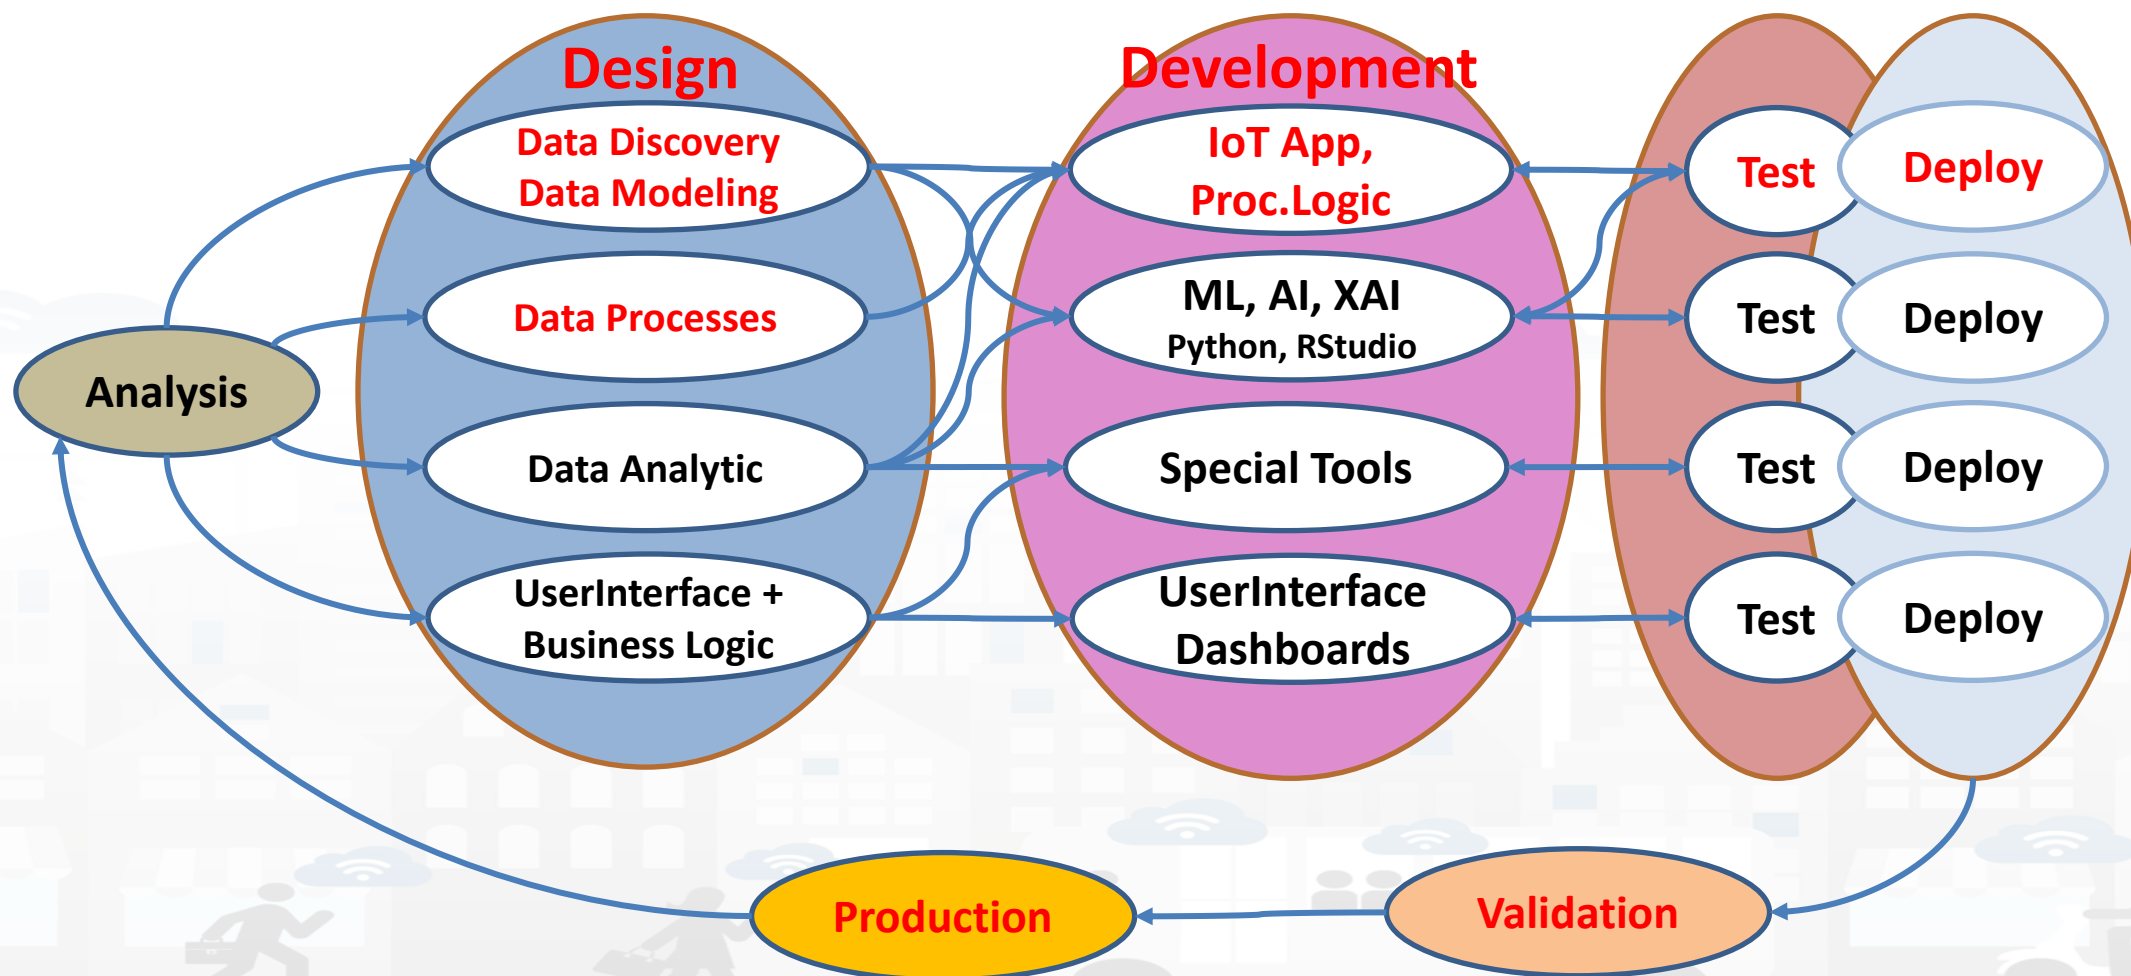 Design
Development
Data Discovery
Data Modeling
IoT App,
Proc.Logic
Test
Deploy
Data Processes
ML, AI, XAI
Python, RStudio
Test
Deploy
Analysis
Data Analytic
Special Tools
Test
Deploy
UserInterface +
Business Logic
UserInterface
Dashboards
Test
Deploy
Production
Validation